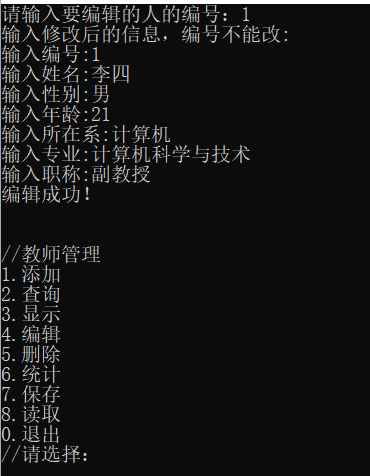 请输入要编辑的人的编号：1
输入修改后的信息，编号不能改:
输入编号:1
输入姓名:李四
输入性别:男
输入年龄:21
输入所在系:计算机
输入专业:计算机科学与技术
输入职称:副教授
编辑成功!
//教师管理
1.添加
2.查询
3.显示
4.编辑
5.删除
6.统计
7.保存
8.读取
0.退出
//请选择：